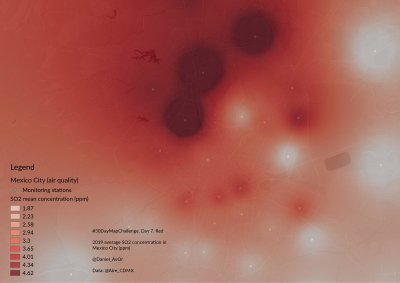 Legend
Mexico City (air quality)
Monitoring stations
SO2 mean concentration (ppm)
1.87
2.23
2.58
2.94
3.3
3.65
4.01
4.34
4.62
#30DayMapChallenge, Day 7. Red
2019 average SO2 concentration in
Mexico City (ppm)
@Daniel_AsOr
Data: @Aire_CDMX